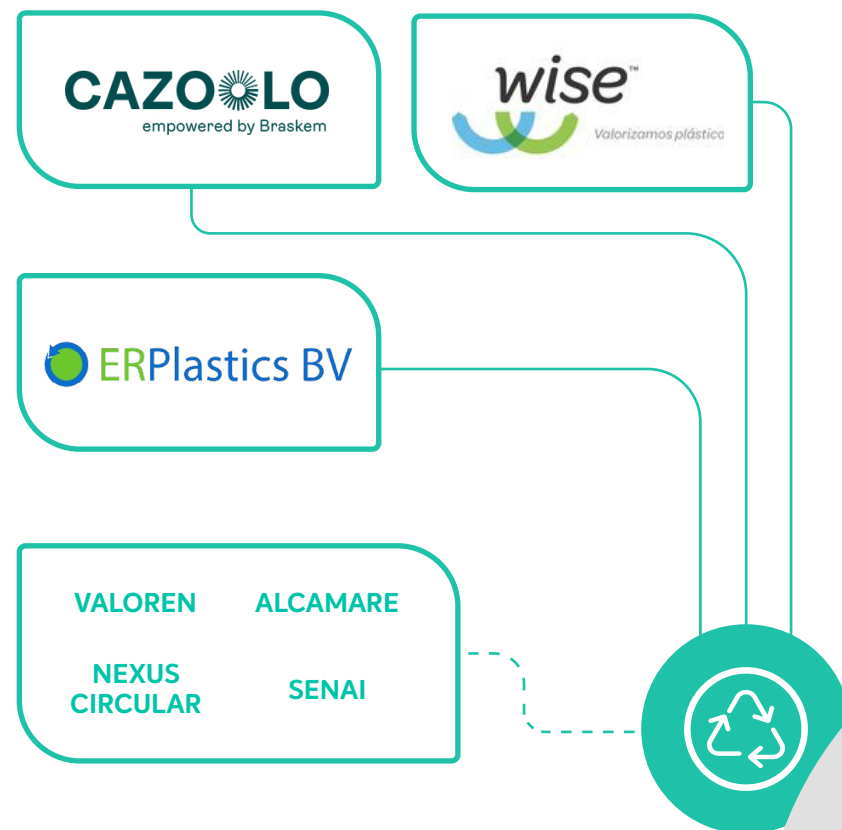 CAZOOLO
empowered by Braskem
wise™
Valorizamos plástico
ERPlastics BV
VALOREN
ALCAMARE
NEXUS
CIRCULAR
SENAI